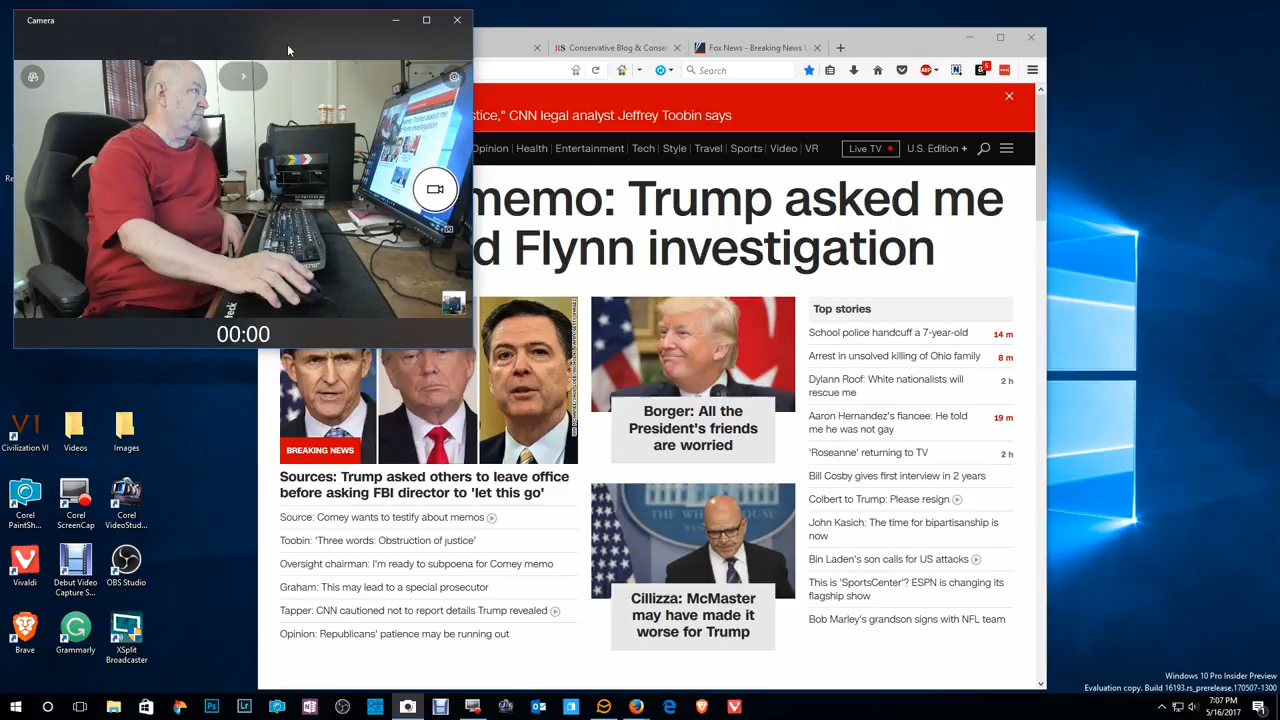 Camera
Conservative Blog & Conse
Fox News - Breaking News
Search
5
stice," CNN legal analyst Jeffrey Toobin says
Opinion
Health
Entertainment
Tech
Style
Travel
Sports
Video
VR
Live TV
U.S. Edition +
memo: Trump asked me
d Flynn investigation
00:00
BREAKING NEWS
Sources: Trump asked others to leave office
before asking FBI director to 'let this go'
Source: Comey wants to testify about memos
Toobin: 'Three words: Obstruction of justice'
Oversight chairman: I'm ready to subpoena for Comey memo
Graham: This may lead to a special prosecutor
Tapper: CNN cautioned not to report details Trump revealed
Opinion: Republicans' patience may be running out
Borger: All the
President's friends
are worried
Cillizza: McMaster
may have made it
worse for Trump
Top stories
School police handcuff a 7-year-old 14 m
Arrest in unsolved killing of Ohio family 8 m
Dylann Roof: White nationalists will 2 h
rescue me
Aaron Hernandez's fiancee: He told 19 m
me he was not gay
'Roseanne' returning to TV 2 h
Bill Cosby gives first interview in 2 years
Colbert to Trump: Please resign
John Kasich: The time for bipartisanship is
now
Bin Laden's son calls for US attacks
This is 'SportsCenter'? ESPN is changing its
flagship show
Bob Marley's grandson signs with NFL team
Civilization VI
Videos
Images
Corel
PaintSh...
Corel
ScreenCap
Corel
VideoStud...
Vivaldi
Debut Video
Capture S...
OBS Studio
Brave
Grammarly
XSplit
Broadcaster
Windows 10 Pro Insider Preview
Evaluation copy. Build 16193.rs_prerelease.170507-1300
7:07 PM
5/16/2017